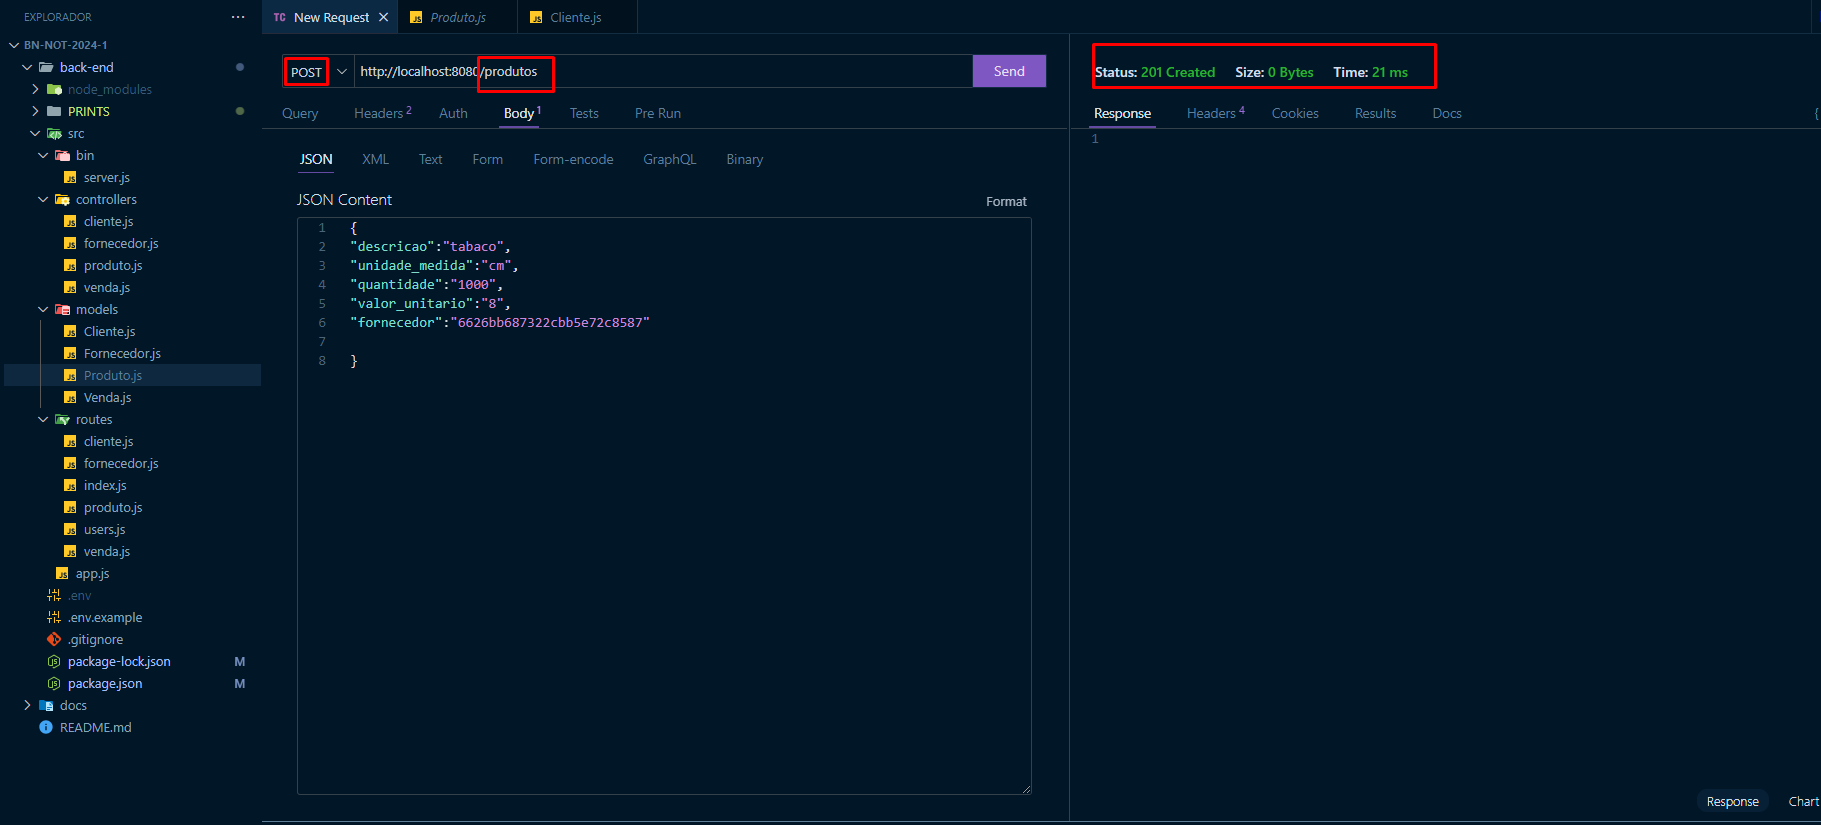 EXPLORADOR ···
BN-NOT-2024-1
back-end
node_modules
PRINTS
src
bin
server.js
controllers
cliente.js
fornecedor.js
produto.js
venda.js
models
Cliente.js
Fornecedor.js
Produto.js
Venda.js
routes
cliente.js
fornecedor.js
index.js
produto.js
users.js
venda.js
app.js
.env
.env.example
.gitignore
package-lock.json M
package.json M
docs
README.md
TC New Request JS Produto.js JS Cliente.js
POST http://localhost:8080/produtos Send
Query Headers 2 Auth Body 1 Tests Pre Run
JSON XML Text Form Form-encode GraphQL Binary
JSON Content Format
1 {
2 "descricao":"tabaco",
3 "unidade_medida":"cm",
4 "quantidade":"1000",
5 "valor_unitario":"8",
6 "fornecedor":"6626bb687322cbb5e72c8587"
7
8 }
Status: 201 Created Size: 0 Bytes Time: 21 ms
Response Headers 4 Cookies Results Docs {
1
Response Chart